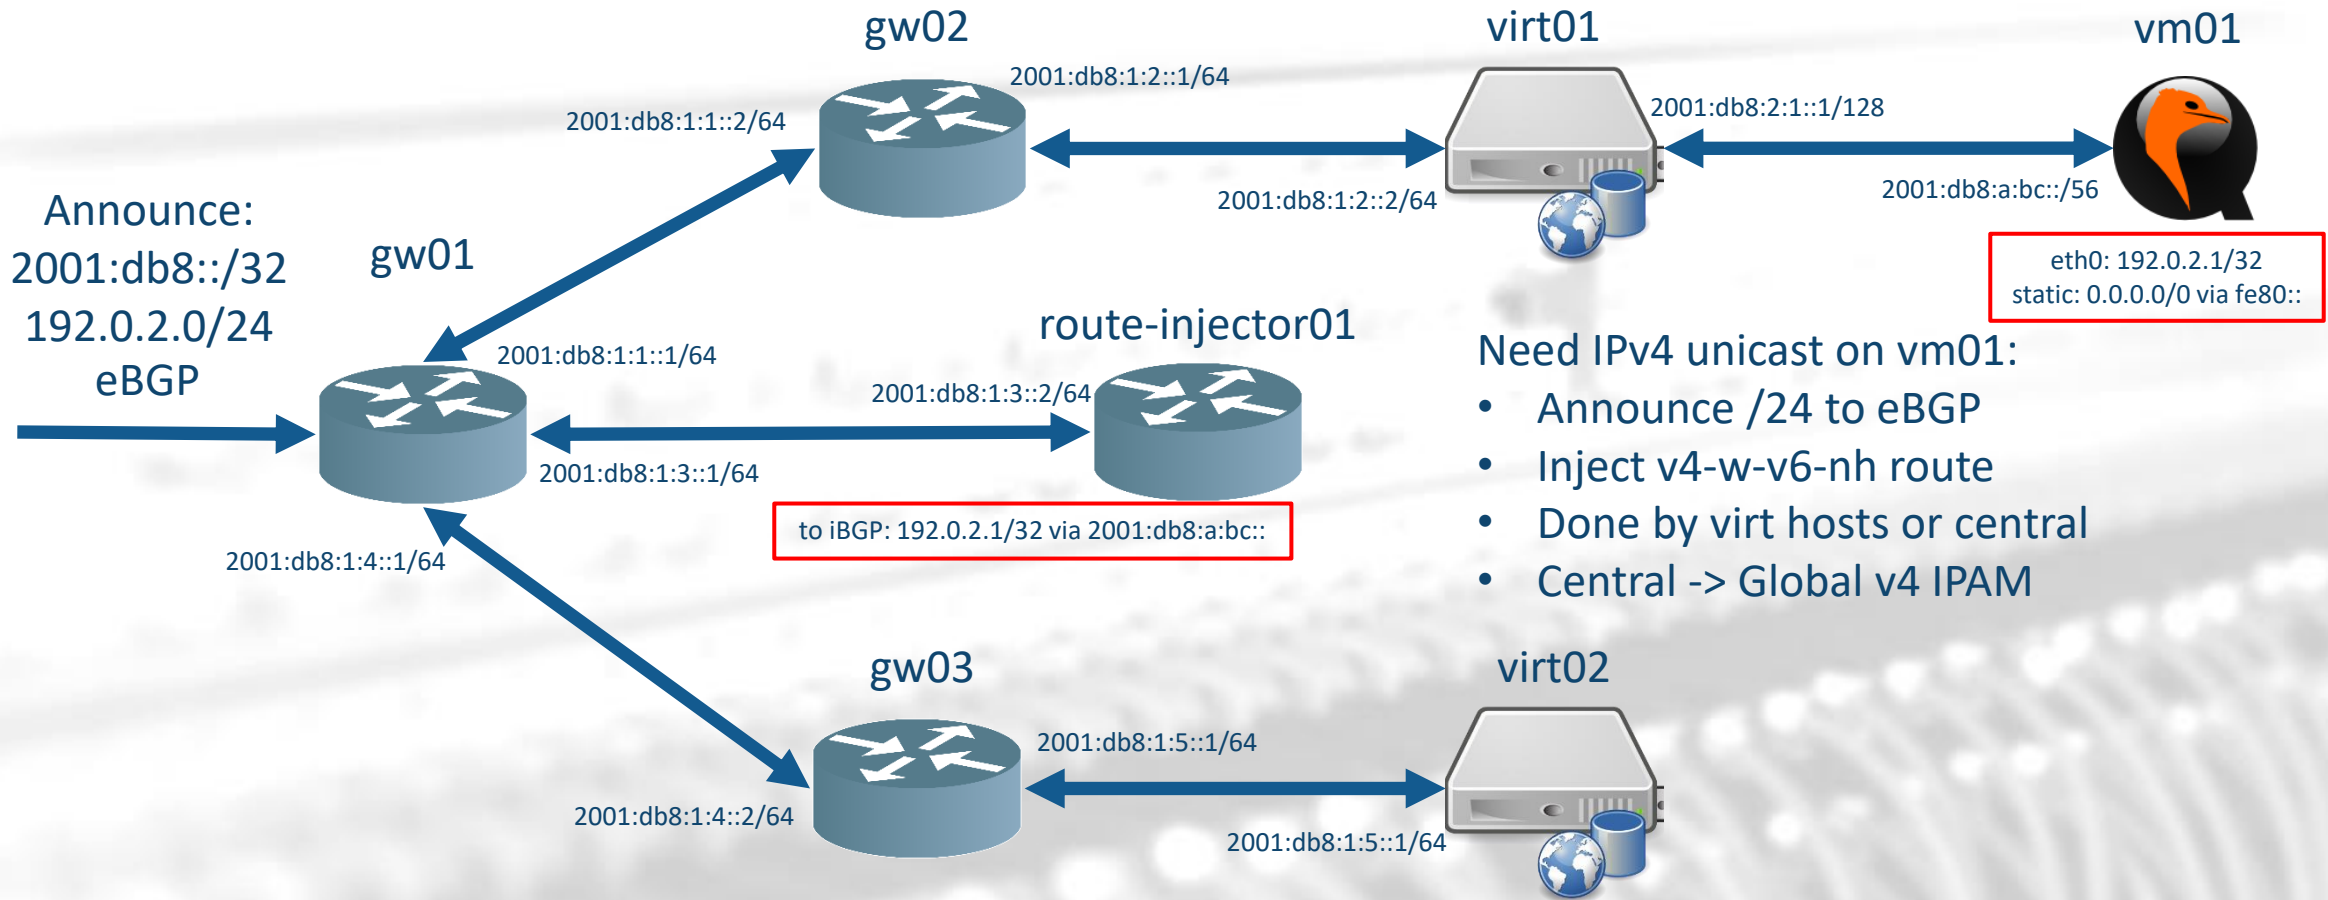 gw02
virt01
vm01
2001:db8:1:2::1/64
2001:db8:1:1::2/64
2001:db8:2:1::1/128
2001:db8:1:2::2/64
2001:db8:a:bc::/56
Announce:
2001:db8::/32
192.0.2.0/24
eBGP
gw01
eth0: 192.0.2.1/32
static: 0.0.0.0/0 via fe80::
route-injector01
2001:db8:1:1::1/64
2001:db8:1:3::2/64
2001:db8:1:3::1/64
to iBGP: 192.0.2.1/32 via 2001:db8:a:bc::
2001:db8:1:4::1/64
Need IPv4 unicast on vm01:
• Announce /24 to eBGP
• Inject v4-w-v6-nh route
• Done by virt hosts or central
• Central -> Global v4 IPAM
gw03
virt02
2001:db8:1:5::1/64
2001:db8:1:4::2/64
2001:db8:1:5::1/64